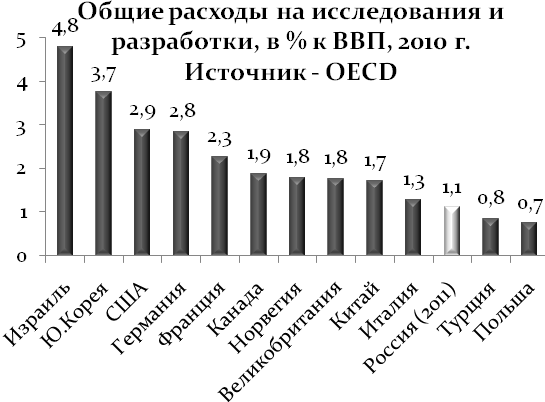 Общие расходы на исследования и
разработки, в % к ВВП, 2010 г.
Источник - OECD
5
4
3
2
1
0
4,8
3,7
2,9
2,8
2,3
1,9
1,8
1,8
1,7
1,3
1,1
0,8
0,7
Израиль
Ю.Корея
США
Германия
Франция
Канада
Норвегия
Великобритания
Китай
Италия
Россия (2011)
Турция
Польша